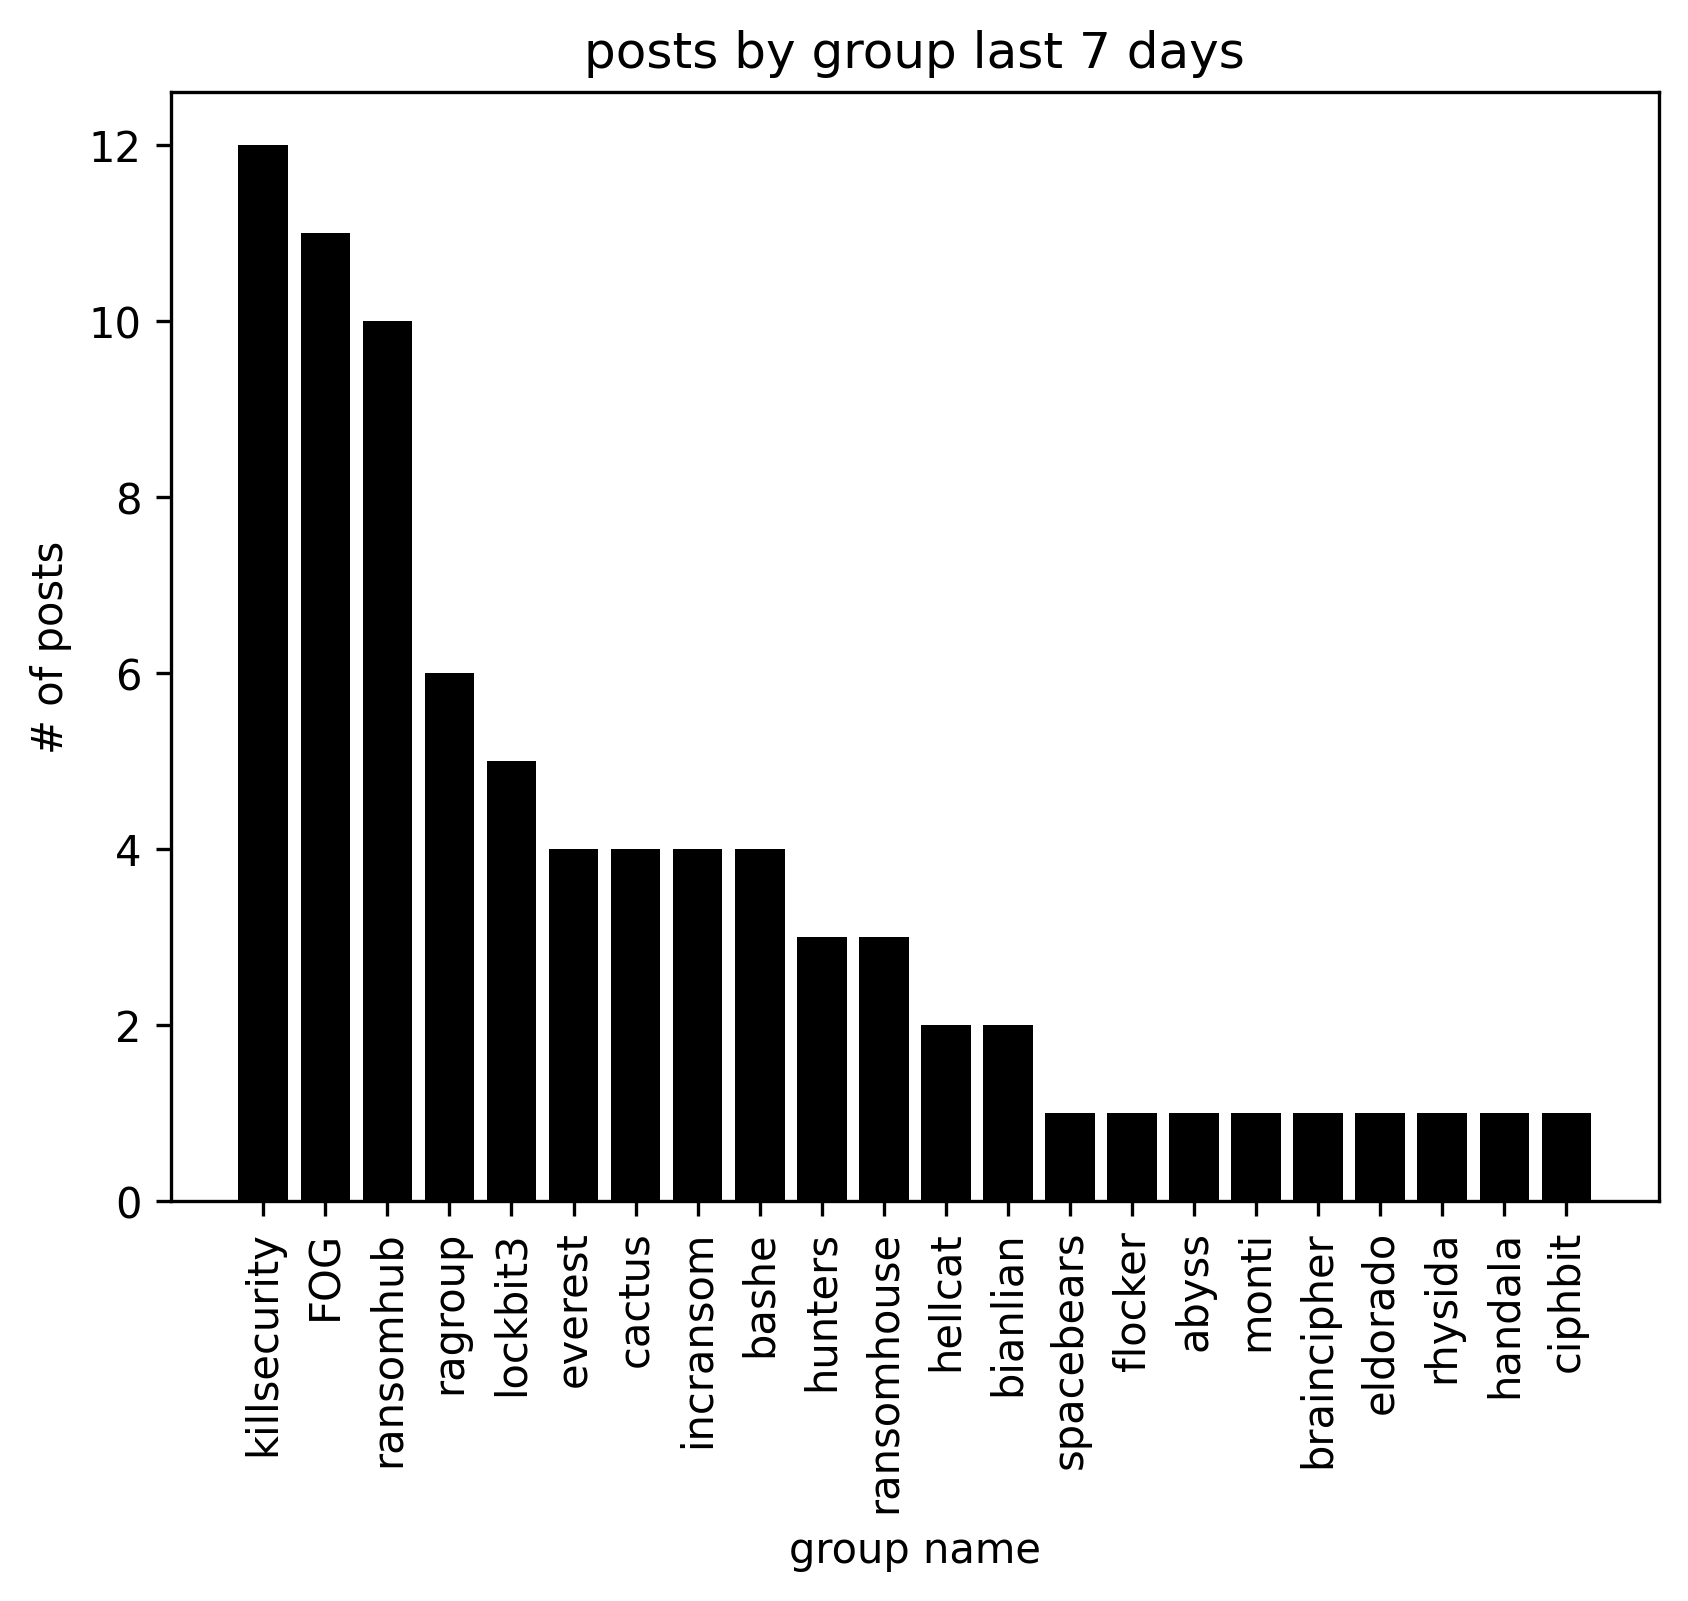 posts by group last 7 days
12
10
8
6
4
2
0
# of posts
killsecurity
FOG
ransomhub
ragroup
lockbit3
everest
cactus
incransom
bashe
hunters
ransomhouse
hellcat
bianlian
spacebears
flocker
abyss
monti
braincipher
eldorado
rhysida
handala
ciphbit
group name